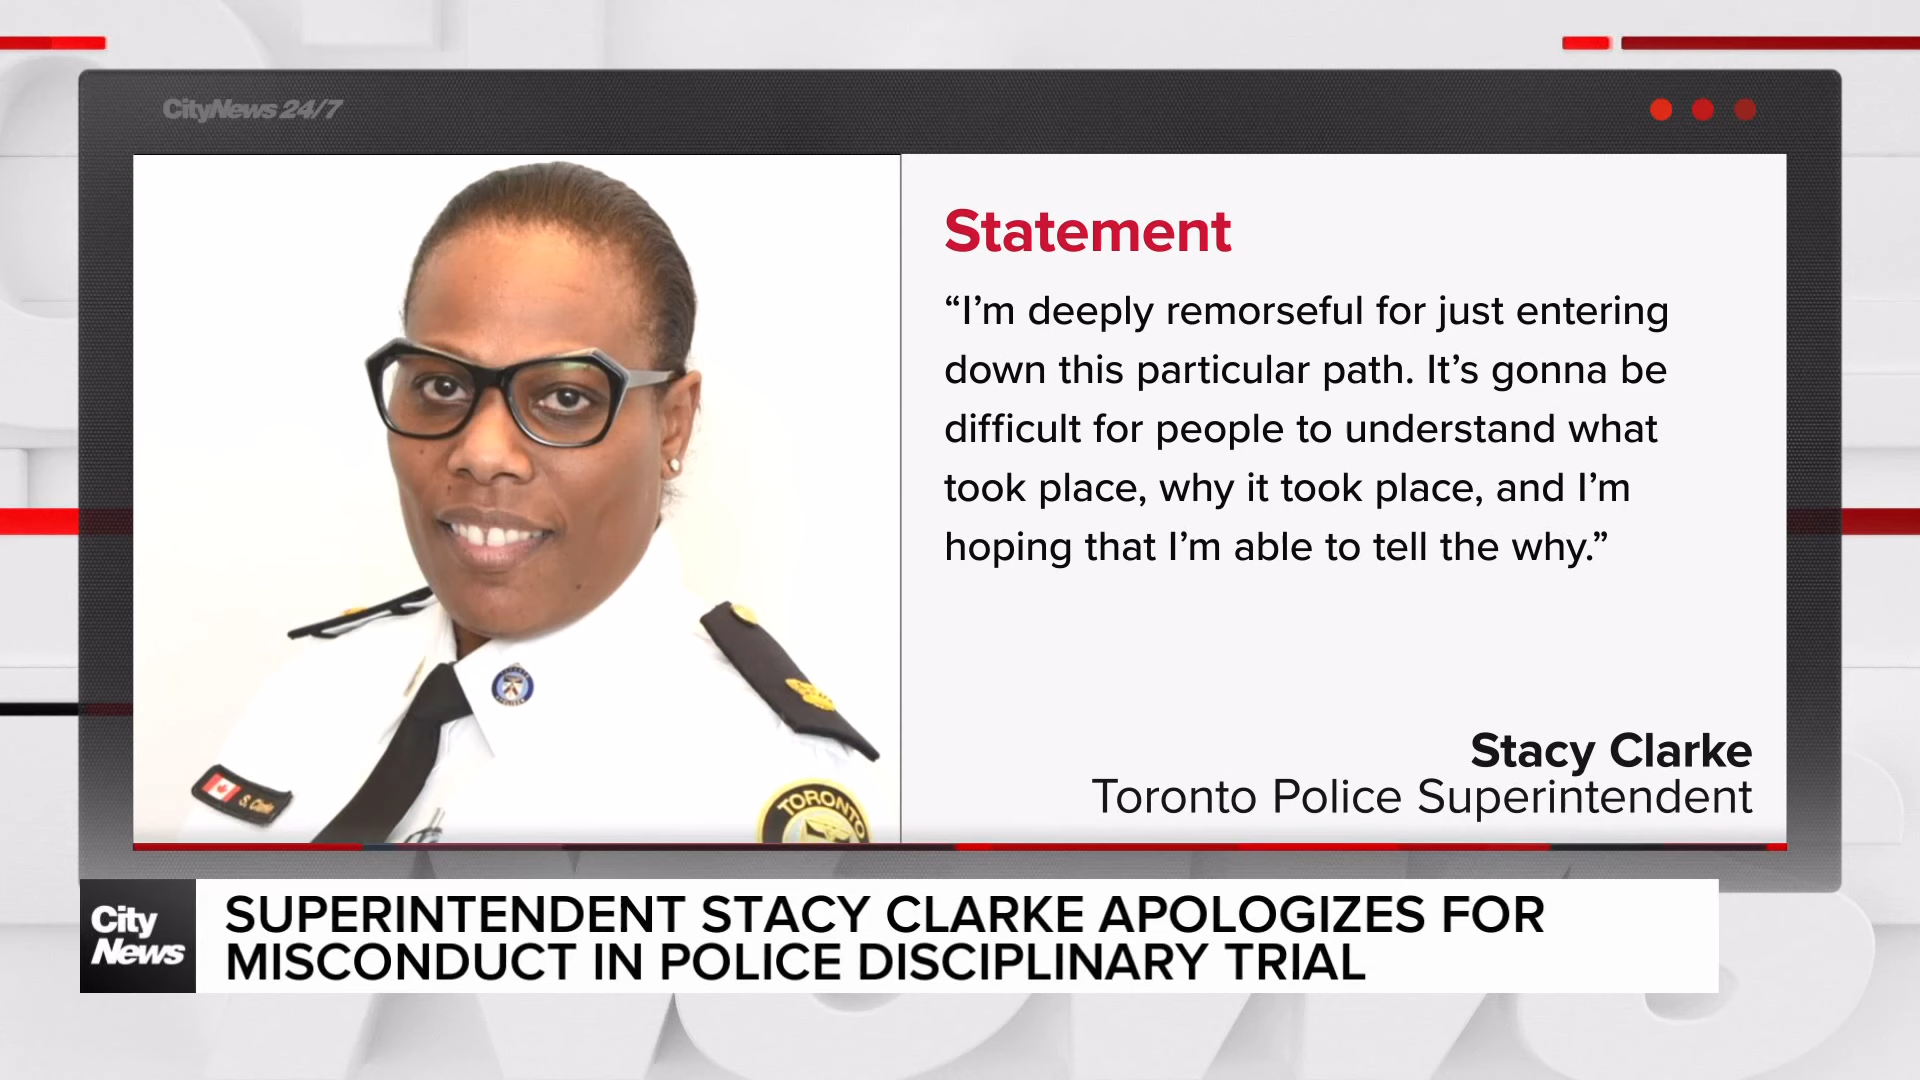 CityNews 24/7
Statement
“I’m deeply remorseful for just entering
down this particular path. It’s gonna be
difficult for people to understand what
took place, why it took place, and I’m
hoping that I’m able to tell the why.”
Stacy Clarke
Toronto Police Superintendent
S. Clarke
TORONTO
City
News
SUPERINTENDENT STACY CLARKE APOLOGIZES FOR
MISCONDUCT IN POLICE DISCIPLINARY TRIAL